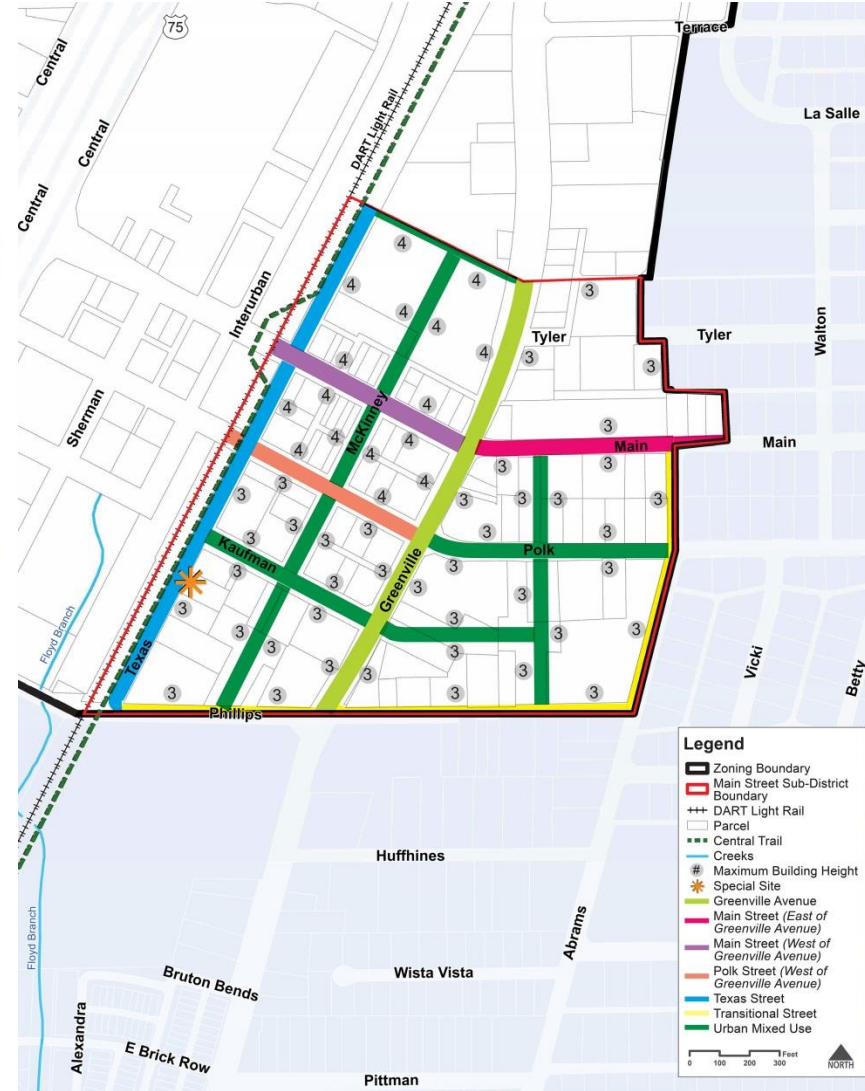 75
Terrace
Central
Central
Central
DART Light Rail
La Salle
4
4
4
4
4
3
Interurban
4
Tyler
Tyler
Walton
4
3
3
4
Sherman
4
McKinney
4
4
4
3
4
4
4
Main
Main
4
3
3
3
4
4
3
3
3
3
3
3
3
3
3
3
Kaufman
3
Polk
3
3
3
3
3
Greenville
3
3
3
3
3
3
3
3
3
3
Floyd Branch
Texas
3
3
3
3
3
3
3
Phillips
Vicki
Betty
Huffhines
Abrams
Floyd Branch
Bruton Bends
Wista Vista
Alexandra
E Brick Row
Pittman
Legend
Zoning Boundary
Main Street Sub-District
Boundary
DART Light Rail
Parcel
Central Trail
Creeks
# Maximum Building Height
Special Site
Greenville Avenue
Main Street (East of
Greenville Avenue)
Main Street (West of
Greenville Avenue)
Polk Street (West of
Greenville Avenue)
Texas Street
Transitional Street
Urban Mixed Use
0 100 200 300 Feet
NORTH